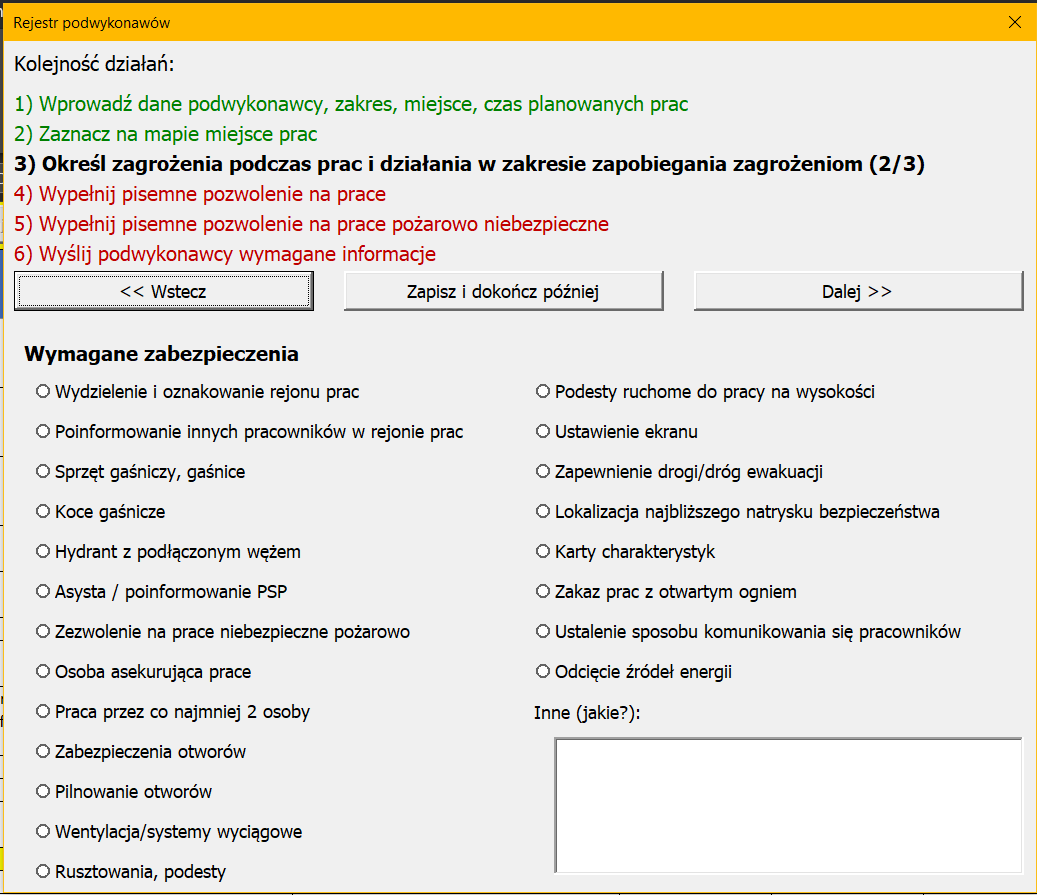 Rejestr podwykonawów
Kolejność działań:
1) Wprowadź dane podwykonawcy, zakres, miejsce, czas planowanych prac
2) Zaznacz na mapie miejsce prac
3) Określ zagrożenia podczas prac i działania w zakresie zapobiegania zagrożeniom (2/3)
4) Wypełnij pisemne pozwolenie na prace
5) Wypełnij pisemne pozwolenie na prace pożarowo niebezpieczne
6) Wyślij podwykonawcy wymagane informacje
<< Wstecz
Zapisz i dokończ później
Dalej >>
Wymagane zabezpieczenia
Wydzielenie i oznakowanie rejonu prac
Poinformowanie innych pracowników w rejonie prac
Sprzęt gaśniczy, gaśnice
Koce gaśnicze
Hydrant z podłączonym wężem
Asysta / poinformowanie PSP
Zezwolenie na prace niebezpieczne pożarowo
Osoba asekurująca prace
Praca przez co najmniej 2 osoby
Zabezpieczenia otworów
Pilnowanie otworów
Wentylacja/systemy wyciągowe
Rusztowania, podesty
Podesty ruchome do pracy na wysokości
Ustawienie ekranu
Zapewnienie drogi/dróg ewakuacji
Lokalizacja najbliższego natrysku bezpieczeństwa
Karty charakterystyk
Zakaz prac z otwartym ogniem
Ustalenie sposobu komunikowania się pracowników
Odcięcie źródeł energii
Inne (jakie?):